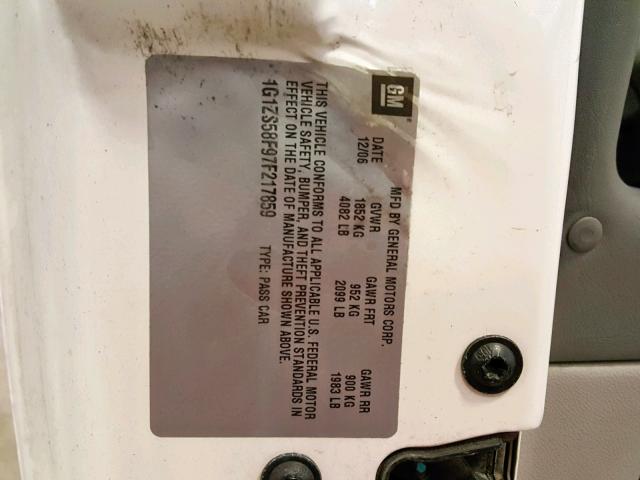 GM
MFD BY GENERAL MOTORS CORP.
DATE GVWR GAWR FRT GAWR RR
12/06 1852 KG 952 KG 900 KG
4082 LB 2099 LB 1983 LB
THIS VEHICLE CONFORMS TO ALL APPLICABLE U.S. FEDERAL MOTOR
VEHICLE SAFETY, BUMPER, AND THEFT PREVENTION STANDARDS IN
EFFECT ON THE DATE OF MANUFACTURE SHOWN ABOVE.
1G1ZS58F97F217859 TYPE: PASS CAR